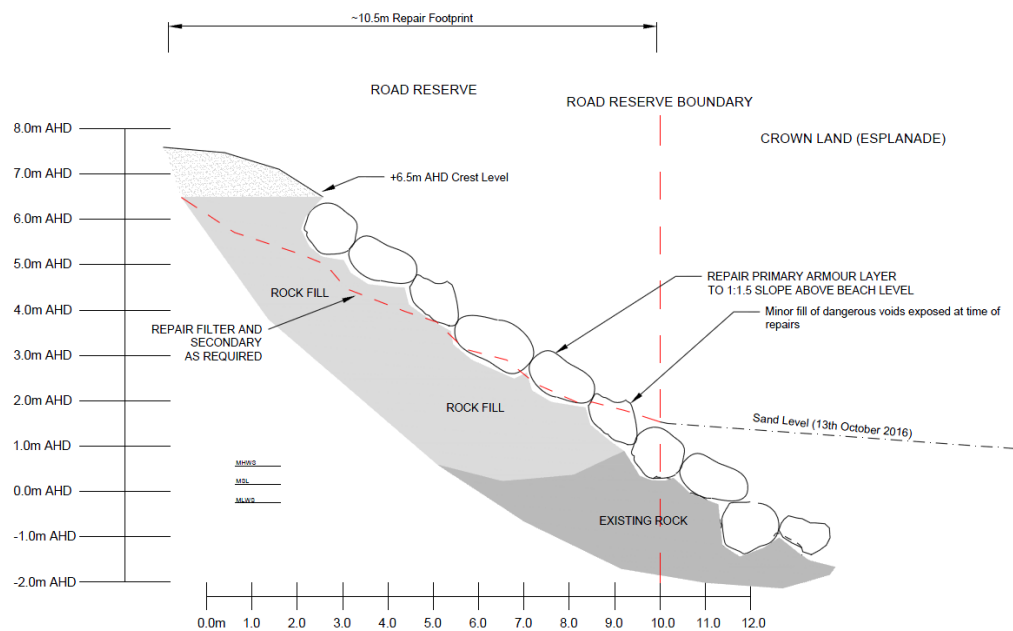 ~10.5m Repair Footprint
ROAD RESERVE
ROAD RESERVE BOUNDARY
CROWN LAND (ESPLANADE)
8.0m AHD
7.0m AHD
6.0m AHD
5.0m AHD
4.0m AHD
3.0m AHD
2.0m AHD
1.0m AHD
0.0m AHD
-1.0m AHD
-2.0m AHD
+6.5m AHD Crest Level
ROCK FILL
REPAIR FILTER AND
SECONDARY
AS REQUIRED
REPAIR PRIMARY ARMOUR LAYER
TO 1:1.5 SLOPE ABOVE BEACH LEVEL
Minor fill of dangerous voids exposed at time of
repairs
ROCK FILL
Sand Level (13th October 2016)
MHWS
MSL
MLWS
EXISTING ROCK
0.0m 1.0 2.0 3.0 4.0 5.0 6.0 7.0 8.0 9.0 10.0 11.0 12.0